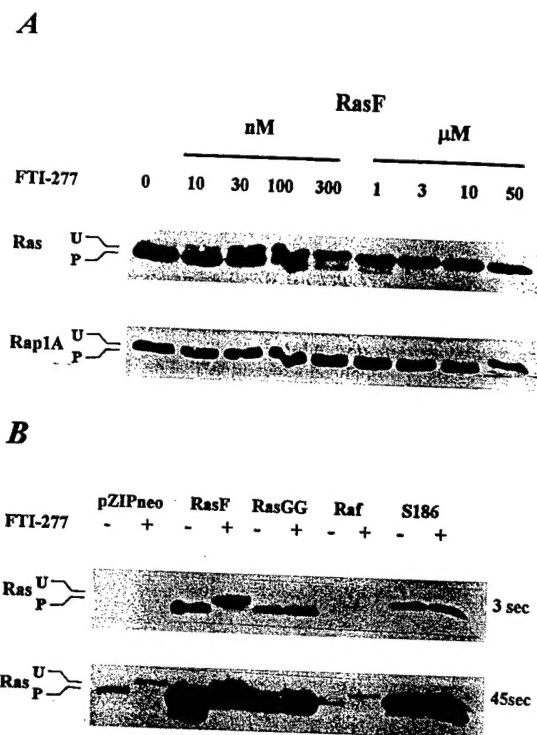 A
RasF
nM μM
FTI-277 0 10 30 100 300 1 3 10 50
Ras U
P
Rap1A U
P
B
pZIPneo RasF RasGG Raf S186
FTI-277 - + - + - + - + - +
Ras U
P
3 sec
Ras U
P
45sec